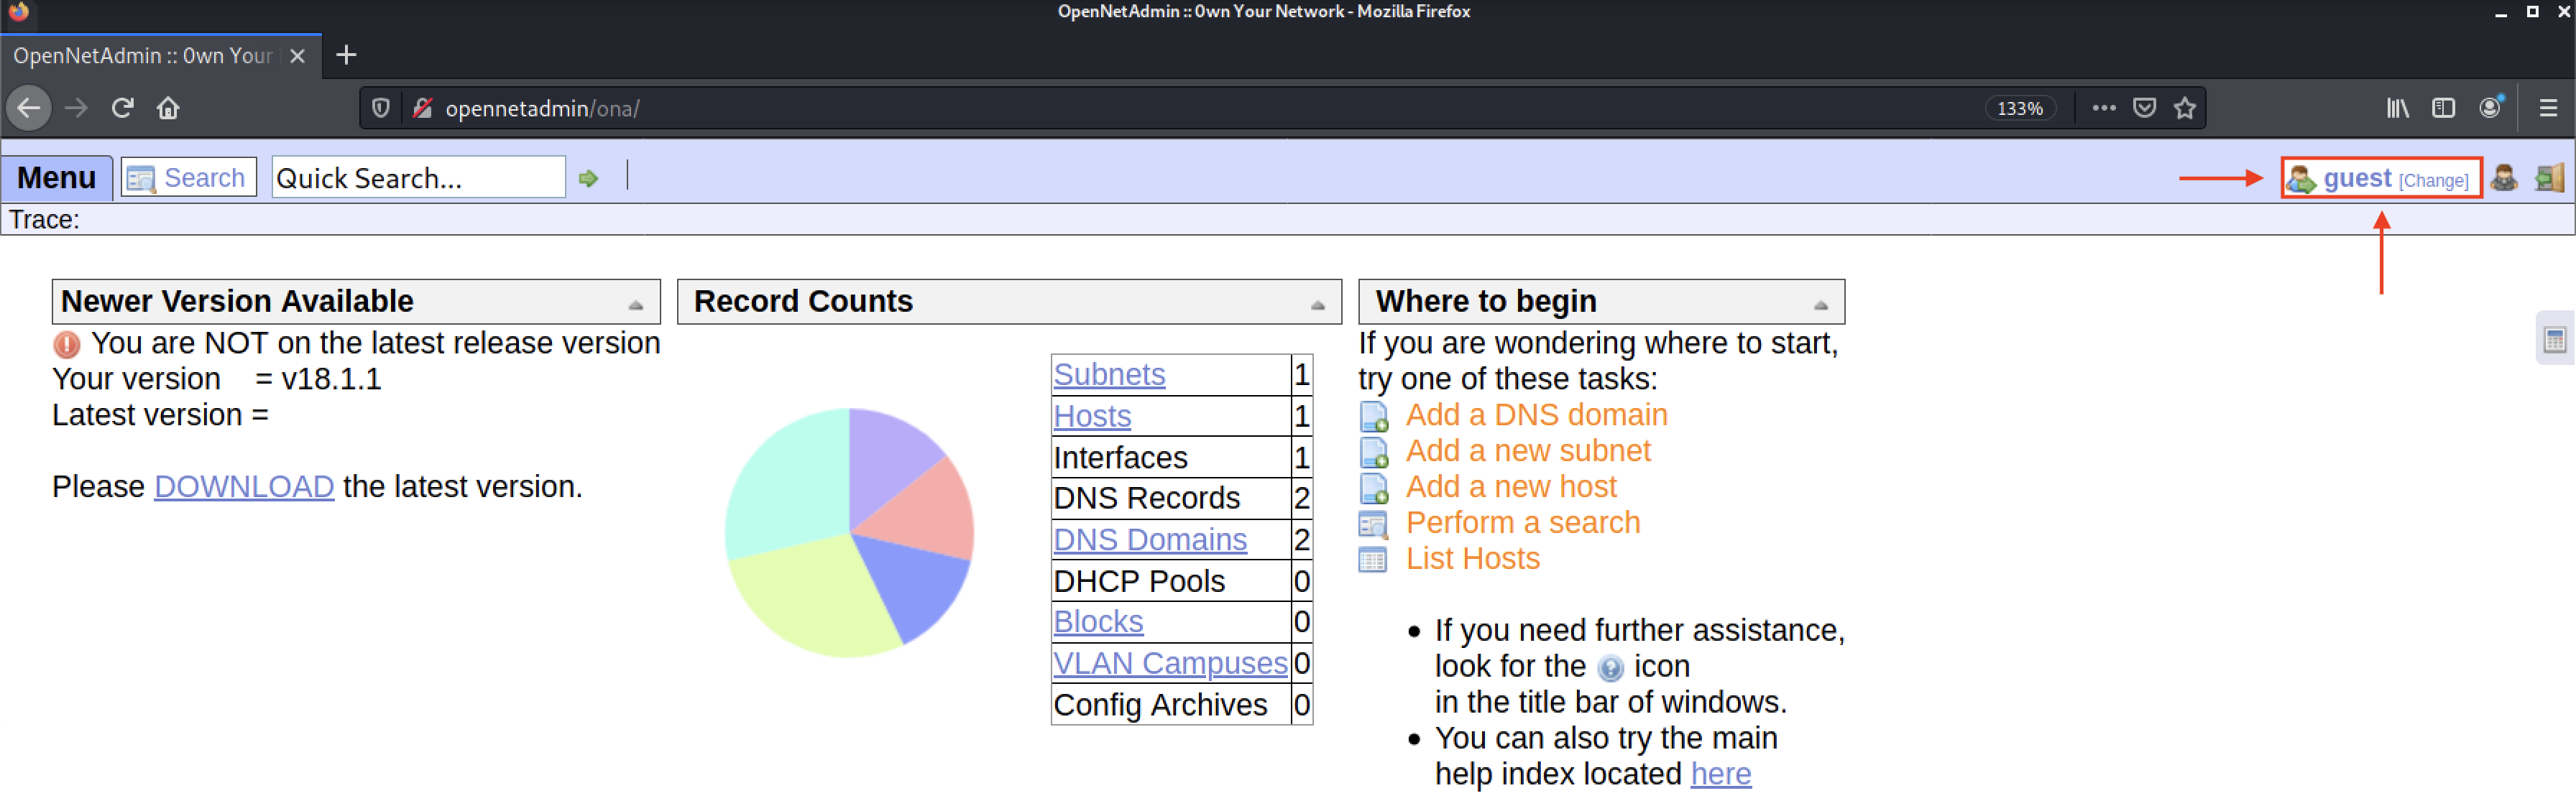 OpenNetAdmin :: 0wn Your Network - Mozilla Firefox
OpenNetAdmin :: 0wn Your
opennetadmin/ona/
133%
Menu
Search
Quick Search...
guest [Change]
Trace:
Newer Version Available
You are NOT on the latest release version
Your version = v18.1.1
Latest version =
Please DOWNLOAD the latest version.
Record Counts
Subnets 1
Hosts 1
Interfaces 1
DNS Records 2
DNS Domains 2
DHCP Pools 0
Blocks 0
VLAN Campuses 0
Config Archives 0
Where to begin
If you are wondering where to start,
try one of these tasks:
Add a DNS domain
Add a new subnet
Add a new host
Perform a search
List Hosts
• If you need further assistance,
look for the ? icon
in the title bar of windows.
• You can also try the main
help index located here